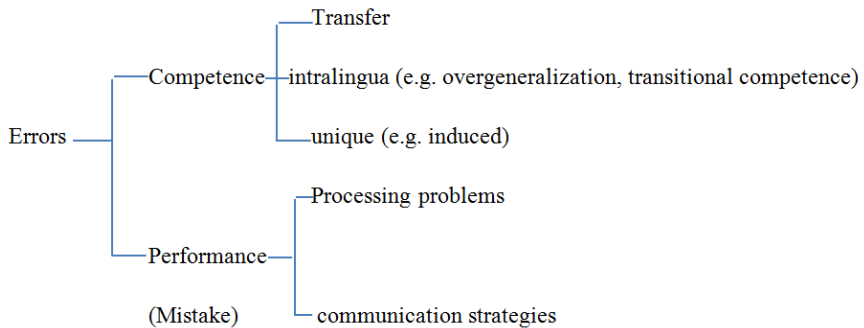 Transfer
Competence
intralingua (e.g. overgeneralization, transitional competence)
Errors
unique (e.g. induced)
Processing problems
Performance
(Mistake)
communication strategies